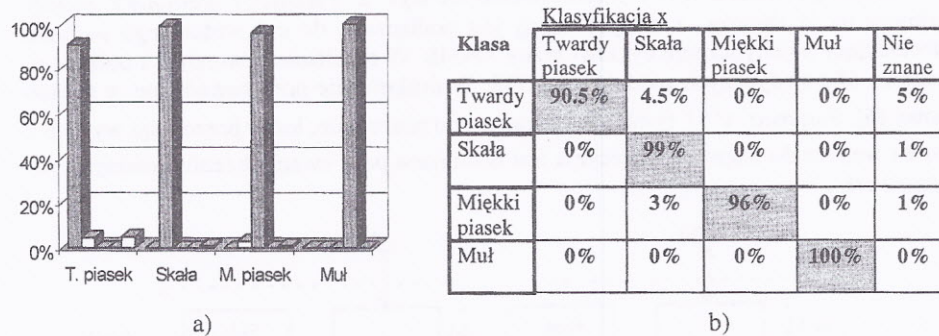 100%
80%
60%
40%
20%
0%
T. piasek Skała M. piasek Muł
a)
Klasyfikacja x
Klasa Twardy piasek Skała Miękki piasek Muł Nie znane
Twardy piasek 90.5% 4.5% 0% 0% 5%
Skała 0% 99% 0% 0% 1%
Miękki piasek 0% 3% 96% 0% 1%
Muł 0% 0% 0% 100% 0%
b)